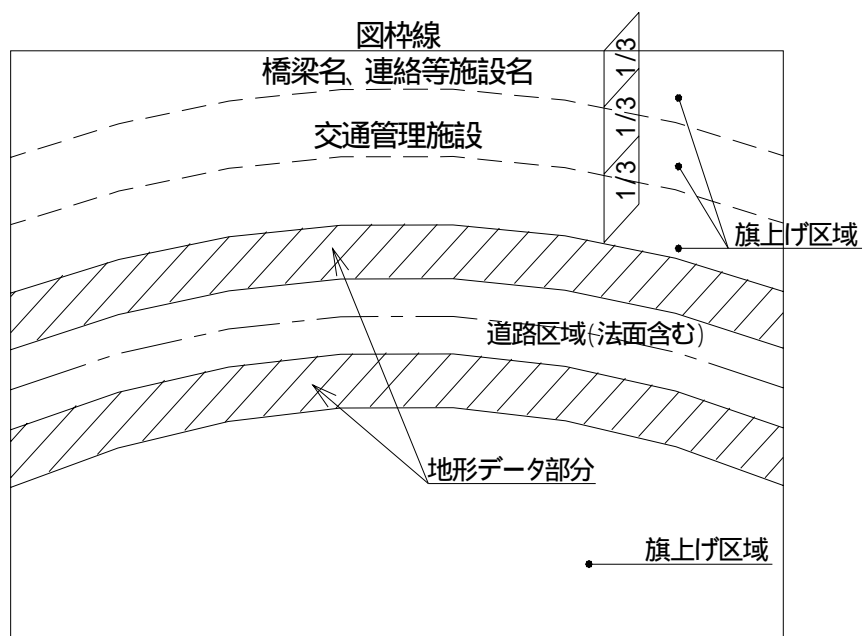 図枠線
橋梁名、連絡等施設名
1/3
1/3
交通管理施設
1/3
旗上げ区域
道路区域(法面含む)
地形データ部分
旗上げ区域